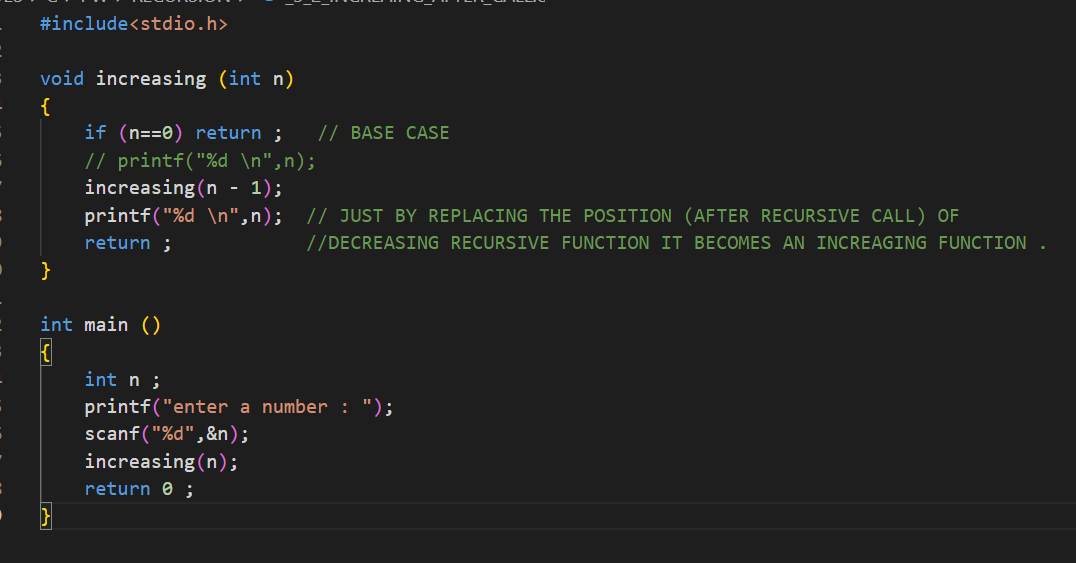 #include<stdio.h>
void increasing (int n)
{
if (n==0) return ;   // BASE CASE
// printf("%d \n",n);
increasing(n - 1);
printf("%d \n",n);  // JUST BY REPLACING THE POSITION (AFTER RECURSIVE CALL) OF
return ;            //DECREASING RECURSIVE FUNCTION IT BECOMES AN INCREAGING FUNCTION .
}
int main ()
{
int n ;
printf("enter a number : ");
scanf("%d",&n);
increasing(n);
return 0 ;
}